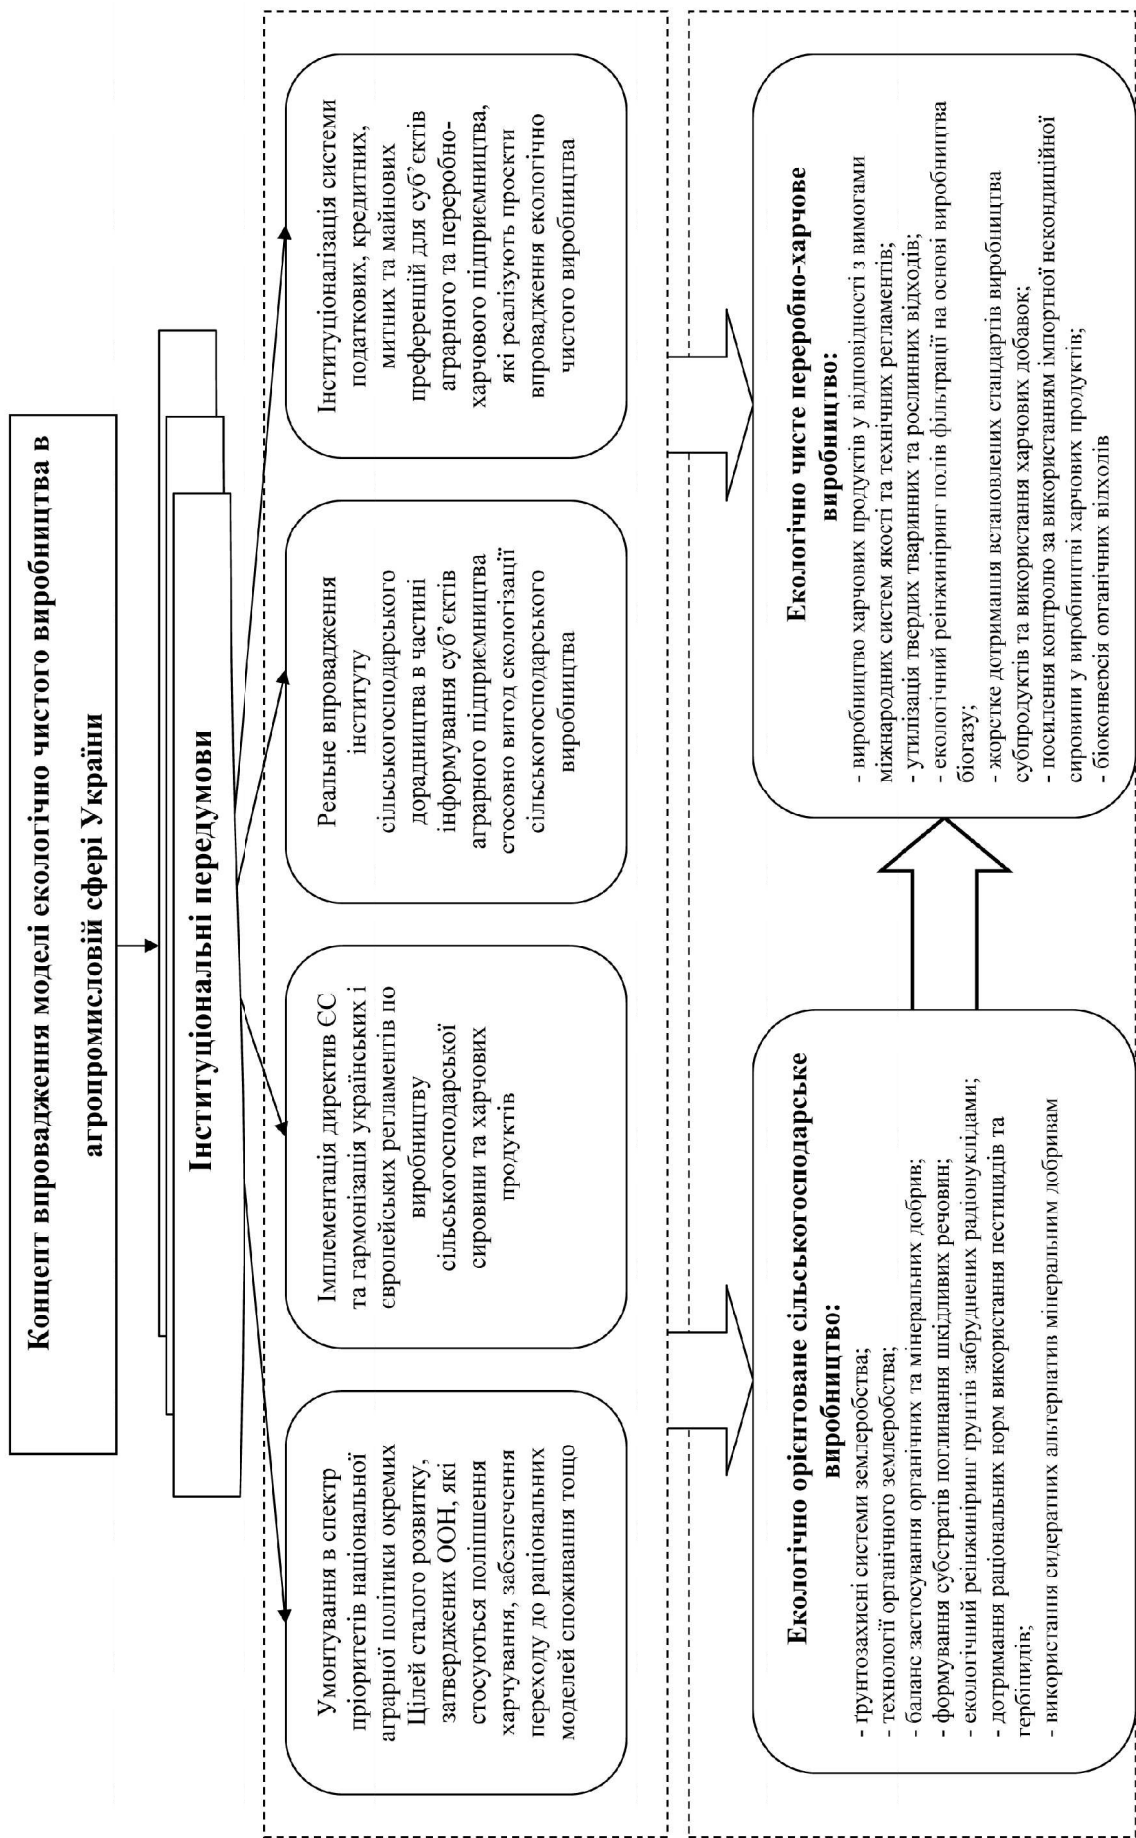 Концепт впровадження моделі екологічно чистого виробництва в
агропромисловій сфері України
Інституціональні передумови
Умонтування в спектр
пріоритетів національної
аграрної політики окремих
Цілей сталого розвитку,
затверджених ООН, які
стосуються поліпшення
харчування, забезпечення
переходу до раціональних
моделей споживання тощо
Імплементація директив ЄС
та гармонізація українських і
європейських регламентів по
виробництву
сільськогосподарської
сировини та харчових
продуктів
Реальне впровадження
інституту
сільськогосподарського
дорадництва в частині
інформування суб’єктів
аграрного підприємництва
стосовно вигод екологізації
сільськогосподарського
виробництва
Інституціоналізація системи
податкових, кредитних,
митних та майнових
преференцій для суб’єктів
аграрного та переробно-
харчового підприємництва,
які реалізують проєкти
впровадження екологічно
чистого виробництва
Екологічно орієнтоване сільськогосподарське
виробництво:
- ґрунтозахисні системи землеробства;
- технології органічного землеробства;
- баланс застосування органічних та мінеральних добрив;
- формування субстратів поглинання шкідливих речовин;
- екологічний реінжиніринг ґрунтів забруднених радіонуклідами;
- дотримання раціональних норм використання пестицидів та
гербіцидів;
- використання сидератних альтернатив мінеральним добривам
Екологічно чисте переробно-харчове
виробництво:
- виробництво харчових продуктів у відповідності з вимогами
міжнародних систем якості та технічних регламентів;
- утилізація твердих тваринних та рослинних відходів;
- екологічний реінжиніринг полів фільтрації на основі виробництва
біогазу;
- жорстке дотримання встановлених стандартів виробництва
субпродуктів та використання харчових добавок;
- посилення контролю за використанням імпортної некондиційної
сировини у виробництві харчових продуктів;
- біоконверсія органічних відходів